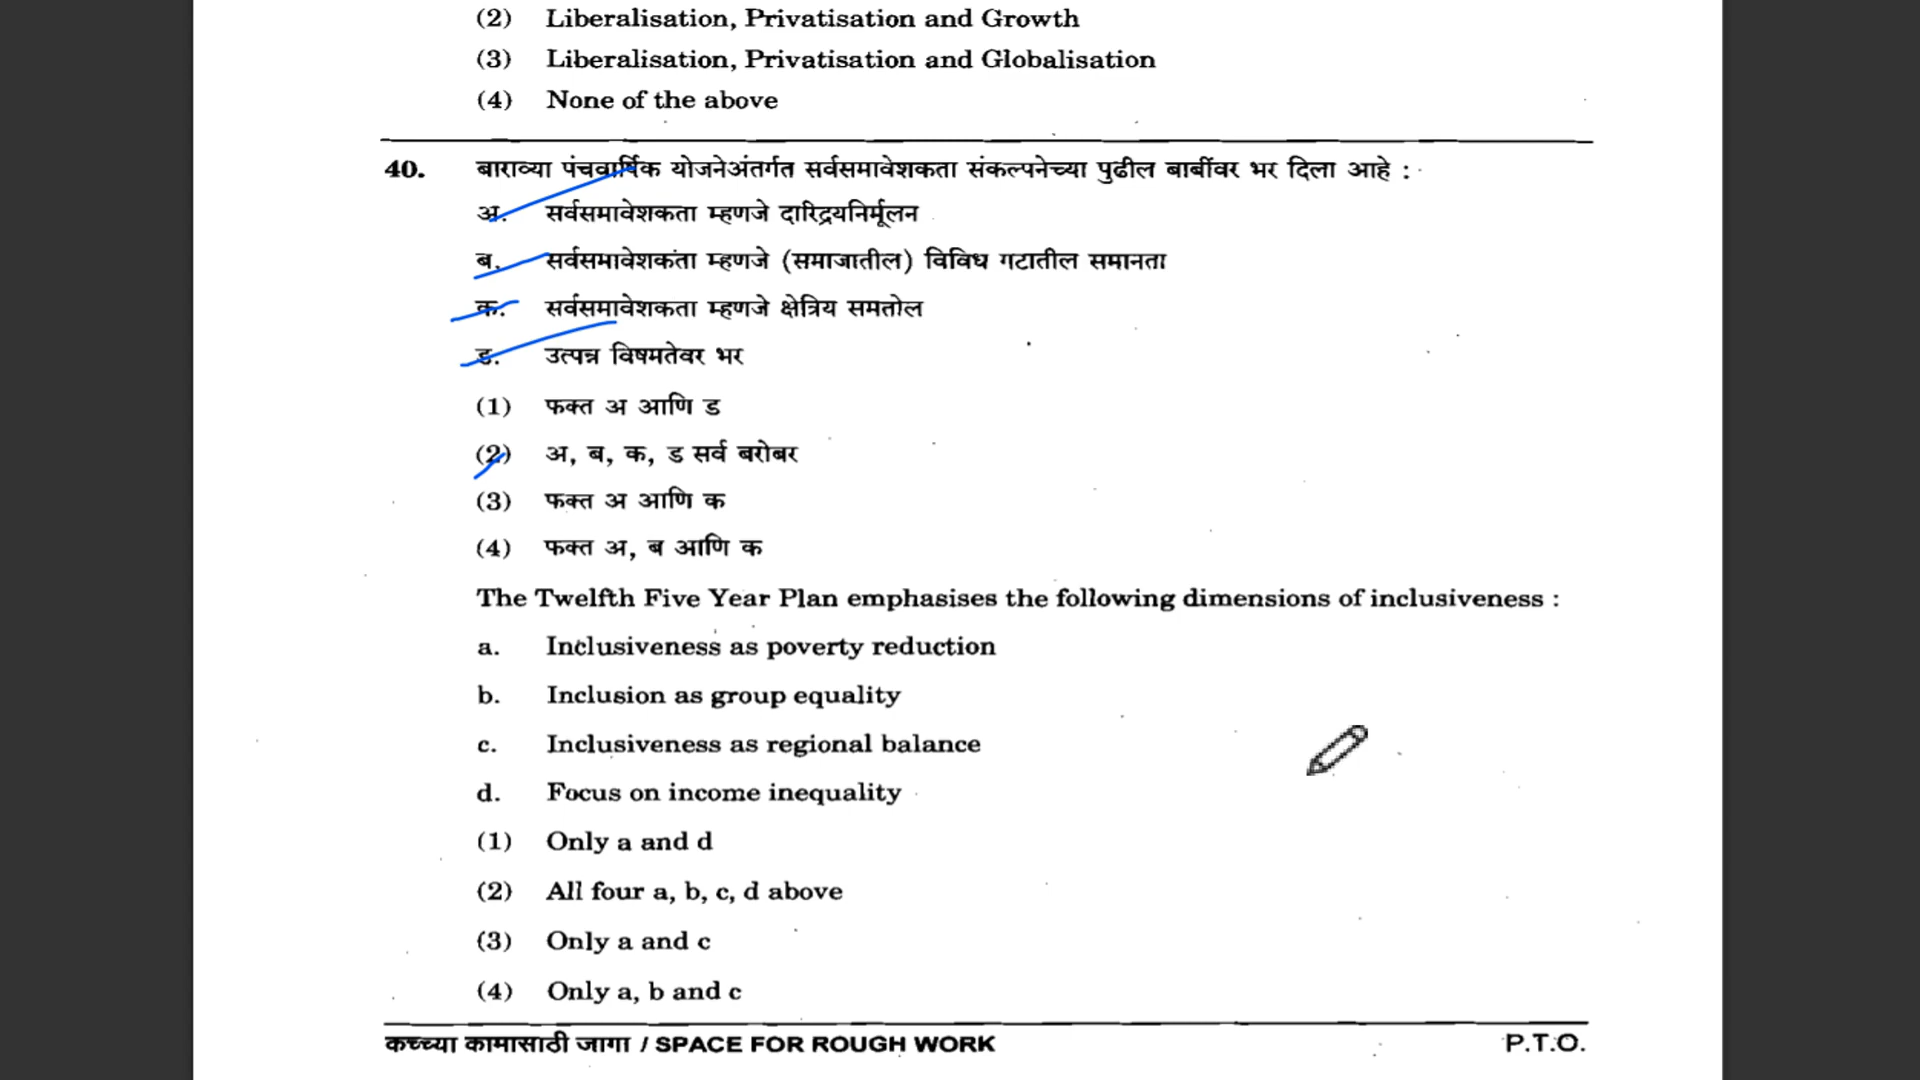 (2) Liberalisation, Privatisation and Growth
(3) Liberalisation, Privatisation and Globalisation
(4) None of the above
40. बाराव्या पंचवार्षिक योजनेअंतर्गत सर्वसमावेशकता संकल्पनेच्या पुढील बाबींवर भर दिला आहे :
अ. सर्वसमावेशकता म्हणजे दारिद्रयनिर्मूलन
ब. सर्वसमावेशकता म्हणजे (समाजातील) विविध गटातील समानता
क. सर्वसमावेशकता म्हणजे क्षेत्रिय समतोल
ड. उत्पन्न विषमतेवर भर
(1) फक्त अ आणि ड
(2) अ, ब, क, ड सर्व बरोबर
(3) फक्त अ आणि क
(4) फक्त अ, ब आणि क
The Twelfth Five Year Plan emphasises the following dimensions of inclusiveness :
a. Inclusiveness as poverty reduction
b. Inclusion as group equality
c. Inclusiveness as regional balance
d. Focus on income inequality
(1) Only a and d
(2) All four a, b, c, d above
(3) Only a and c
(4) Only a, b and c
कच्च्या कामासाठी जागा / SPACE FOR ROUGH WORK P.T.O.